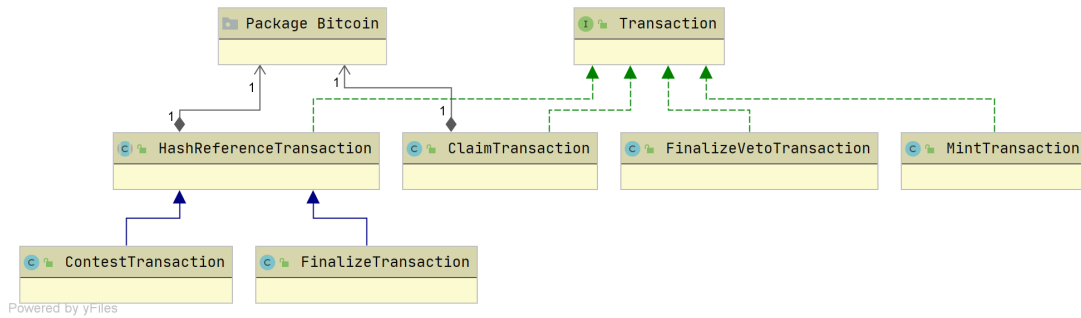 Package Bitcoin
I Transaction
1
1
1
1
C HashReferenceTransaction
C ClaimTransaction
C FinalizeVetoTransaction
C MintTransaction
C ContestTransaction
C FinalizeTransaction
Powered by yFiles